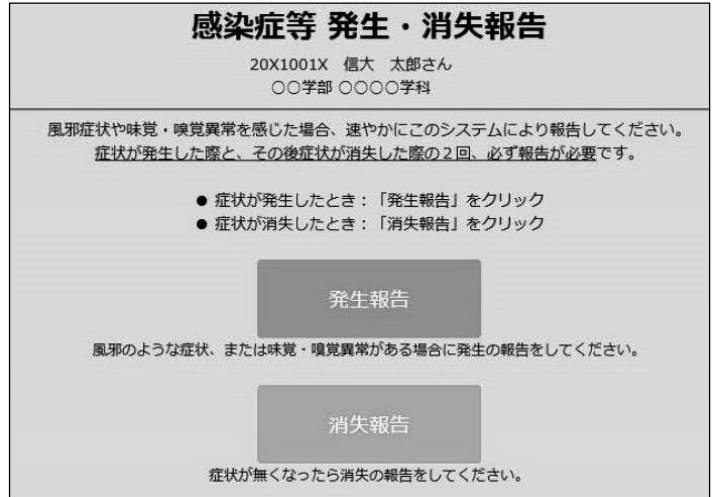 感染症等 発生・消失報告
20X1001X　信大　太郎さん
○○学部 ○○○○学科
風邪症状や味覚・嗅覚異常を感じた場合、速やかにこのシステムにより報告してください。
症状が発生した際と、その後症状が消失した際の２回、必ず報告が必要です。
● 症状が発生したとき：「発生報告」をクリック
● 症状が消失したとき：「消失報告」をクリック
発生報告
風邪のような症状、または味覚・嗅覚異常がある場合に発生の報告をしてください。
消失報告
症状が無くなったら消失の報告をしてください。